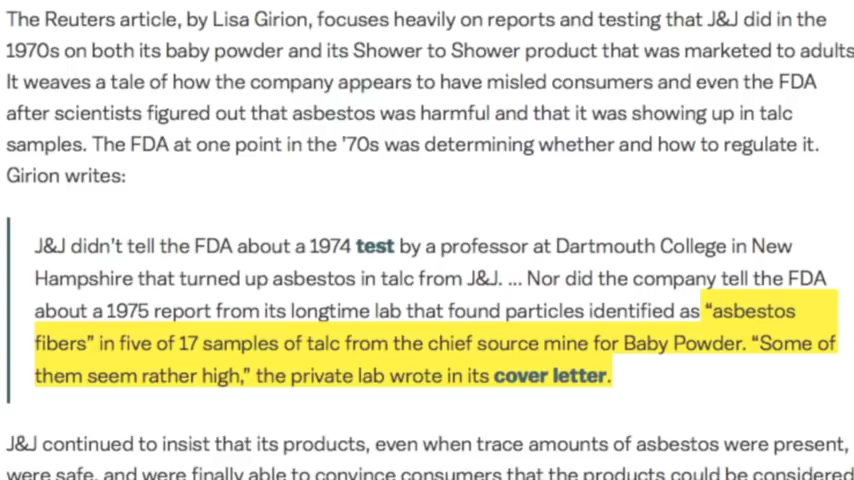 The Reuters article, by Lisa Girion, focuses heavily on reports and testing that J&J did in the
1970s on both its baby powder and its Shower to Shower product that was marketed to adults
It weaves a tale of how the company appears to have misled consumers and even the FDA
after scientists figured out that asbestos was harmful and that it was showing up in talc
samples. The FDA at one point in the '70s was determining whether and how to regulate it.
Girion writes:
J&J didn't tell the FDA about a 1974 test by a professor at Dartmouth College in New
Hampshire that turned up asbestos in talc from J&J. ... Nor did the company tell the FDA
about a 1975 report from its longtime lab that found particles identified as “asbestos
fibers” in five of 17 samples of talc from the chief source mine for Baby Powder. “Some of
them seem rather high,” the private lab wrote in its cover letter.
J&J continued to insist that its products, even when trace amounts of asbestos were present,
were safe, and were finally able to convince consumers that the products could be considered